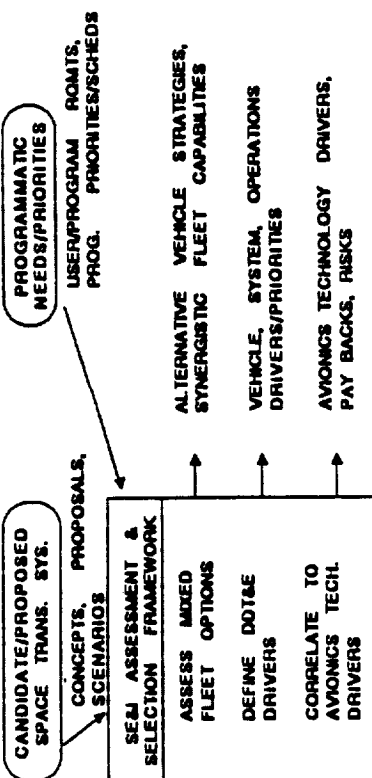 CANDIDATE/PROPOSED
SPACE TRANS. SYS.
CONCEPTS, PROPOSALS,
SCENARIOS
PROGRAMMATIC
NEEDS/PRIORITIES
USER/PROGRAM RQMTS,
PROG. PRIORITIES/SCHEDS
SE&I ASSESSMENT &
SELECTION FRAMEWORK
ASSESS MIXED
FLEET OPTIONS
ALTERNATIVE VEHICLE STRATEGIES,
SYNERGISTIC FLEET CAPABILITIES
DEFINE DDT&E
DRIVERS
VEHICLE, SYSTEM, OPERATIONS
DRIVERS/PRIORITIES
CORRELATE TO
AVIONICS TECH.
DRIVERS
AVIONICS TECHNOLOGY DRIVERS,
PAY BACKS, RISKS